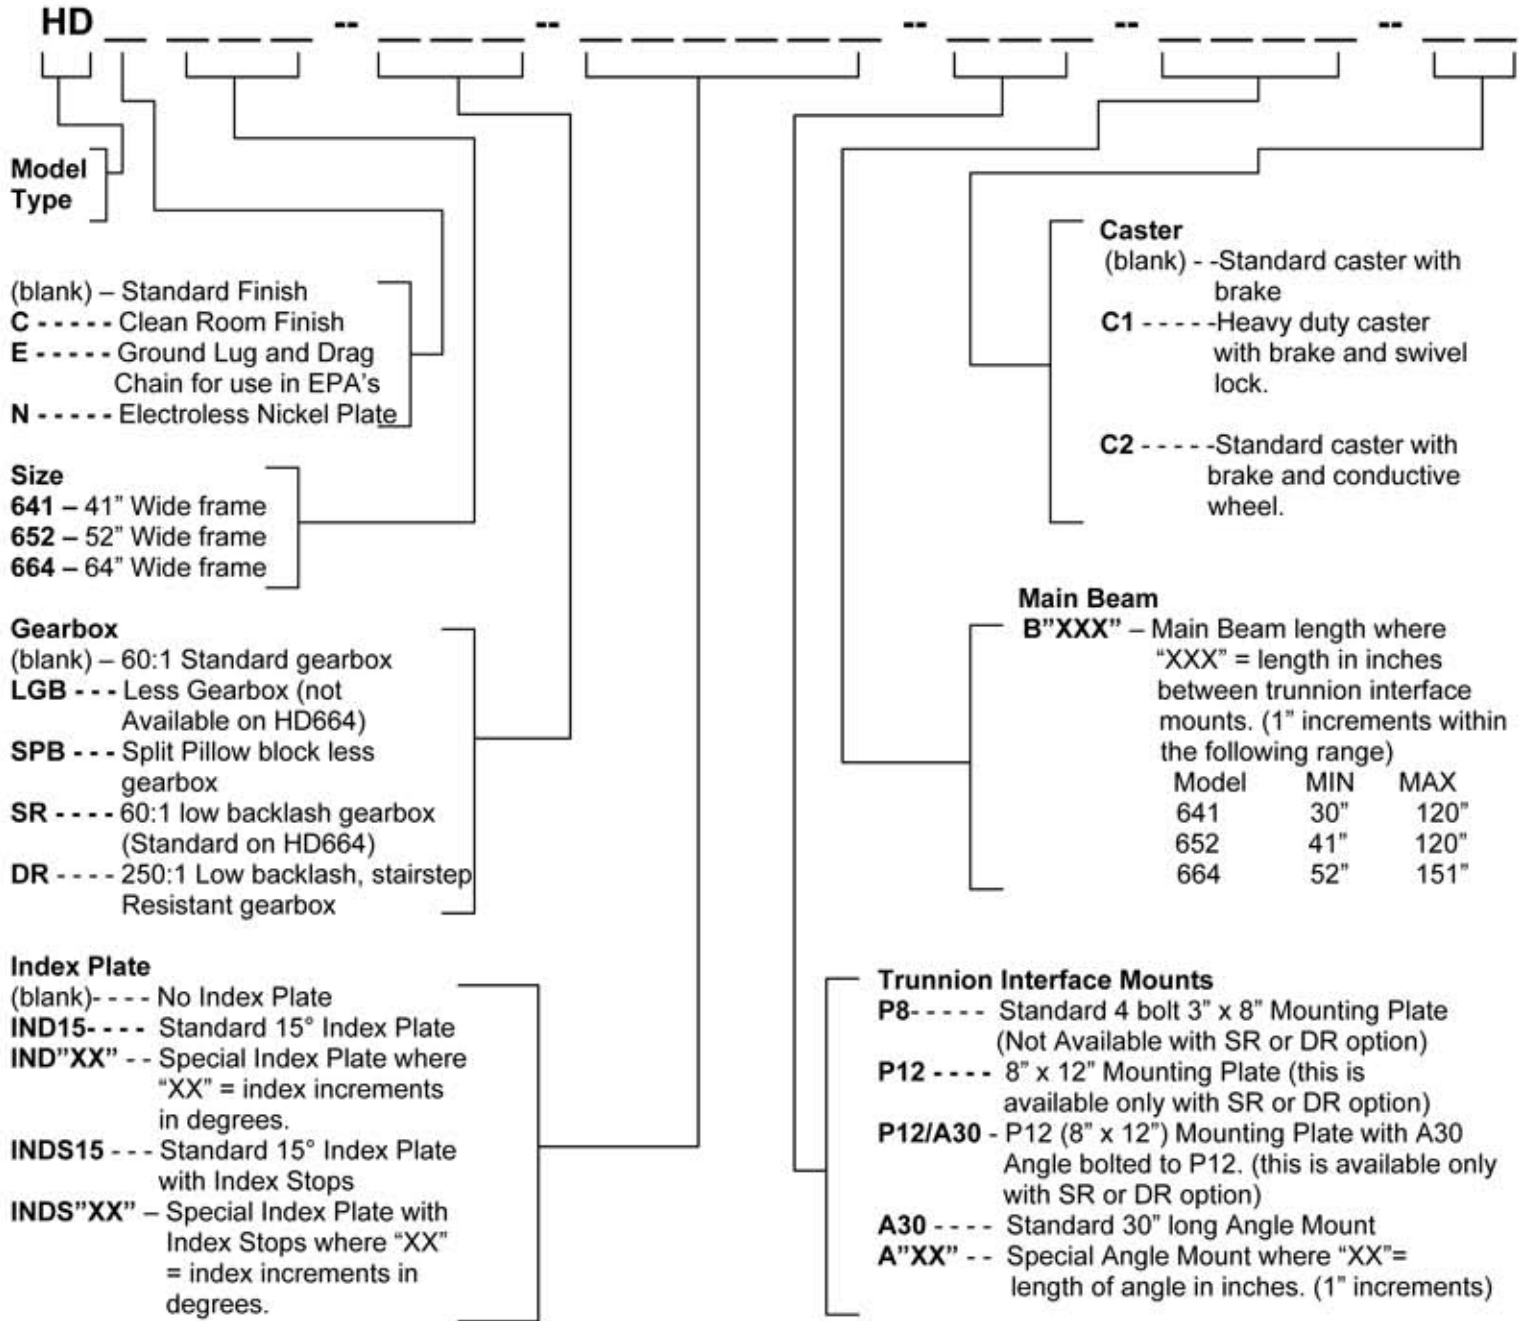 HD _ _ _ _ -- _ _ _ -- _ _ _ _ _ _ -- _ _ _ -- _ _ _ _ -- _ _
Model
Type
(blank) – Standard Finish
C - - - - - Clean Room Finish
E - - - - - Ground Lug and Drag
Chain for use in EPA's
N - - - - - Electroless Nickel Plate
Size
641 – 41” Wide frame
652 – 52” Wide frame
664 – 64” Wide frame
Gearbox
(blank) – 60:1 Standard gearbox
LGB - - - Less Gearbox (not
Available on HD664)
SPB - - - Split Pillow block less
gearbox
SR - - - - 60:1 low backlash gearbox
(Standard on HD664)
DR - - - - 250:1 Low backlash, stairstep
Resistant gearbox
Index Plate
(blank)- - - - No Index Plate
IND15- - - - Standard 15° Index Plate
IND”XX” - - Special Index Plate where
“XX” = index increments
in degrees.
INDS15 - - - Standard 15° Index Plate
with Index Stops
INDS”XX” – Special Index Plate with
Index Stops where “XX”
= index increments in
degrees.
Caster
(blank) - -Standard caster with
brake
C1 - - - - -Heavy duty caster
with brake and swivel
lock.
C2 - - - - -Standard caster with
brake and conductive
wheel.
Main Beam
B”XXX” – Main Beam length where
“XXX” = length in inches
between trunnion interface
mounts. (1” increments within
the following range)
Model MIN MAX
641 30” 120”
652 41” 120”
664 52” 151”
Trunnion Interface Mounts
P8- - - - - Standard 4 bolt 3” x 8” Mounting Plate
(Not Available with SR or DR option)
P12 - - - - 8” x 12” Mounting Plate (this is
available only with SR or DR option)
P12/A30 - P12 (8” x 12”) Mounting Plate with A30
Angle bolted to P12. (this is available only
with SR or DR option)
A30 - - - - Standard 30” long Angle Mount
A”XX” - - Special Angle Mount where “XX”=
length of angle in inches. (1” increments)